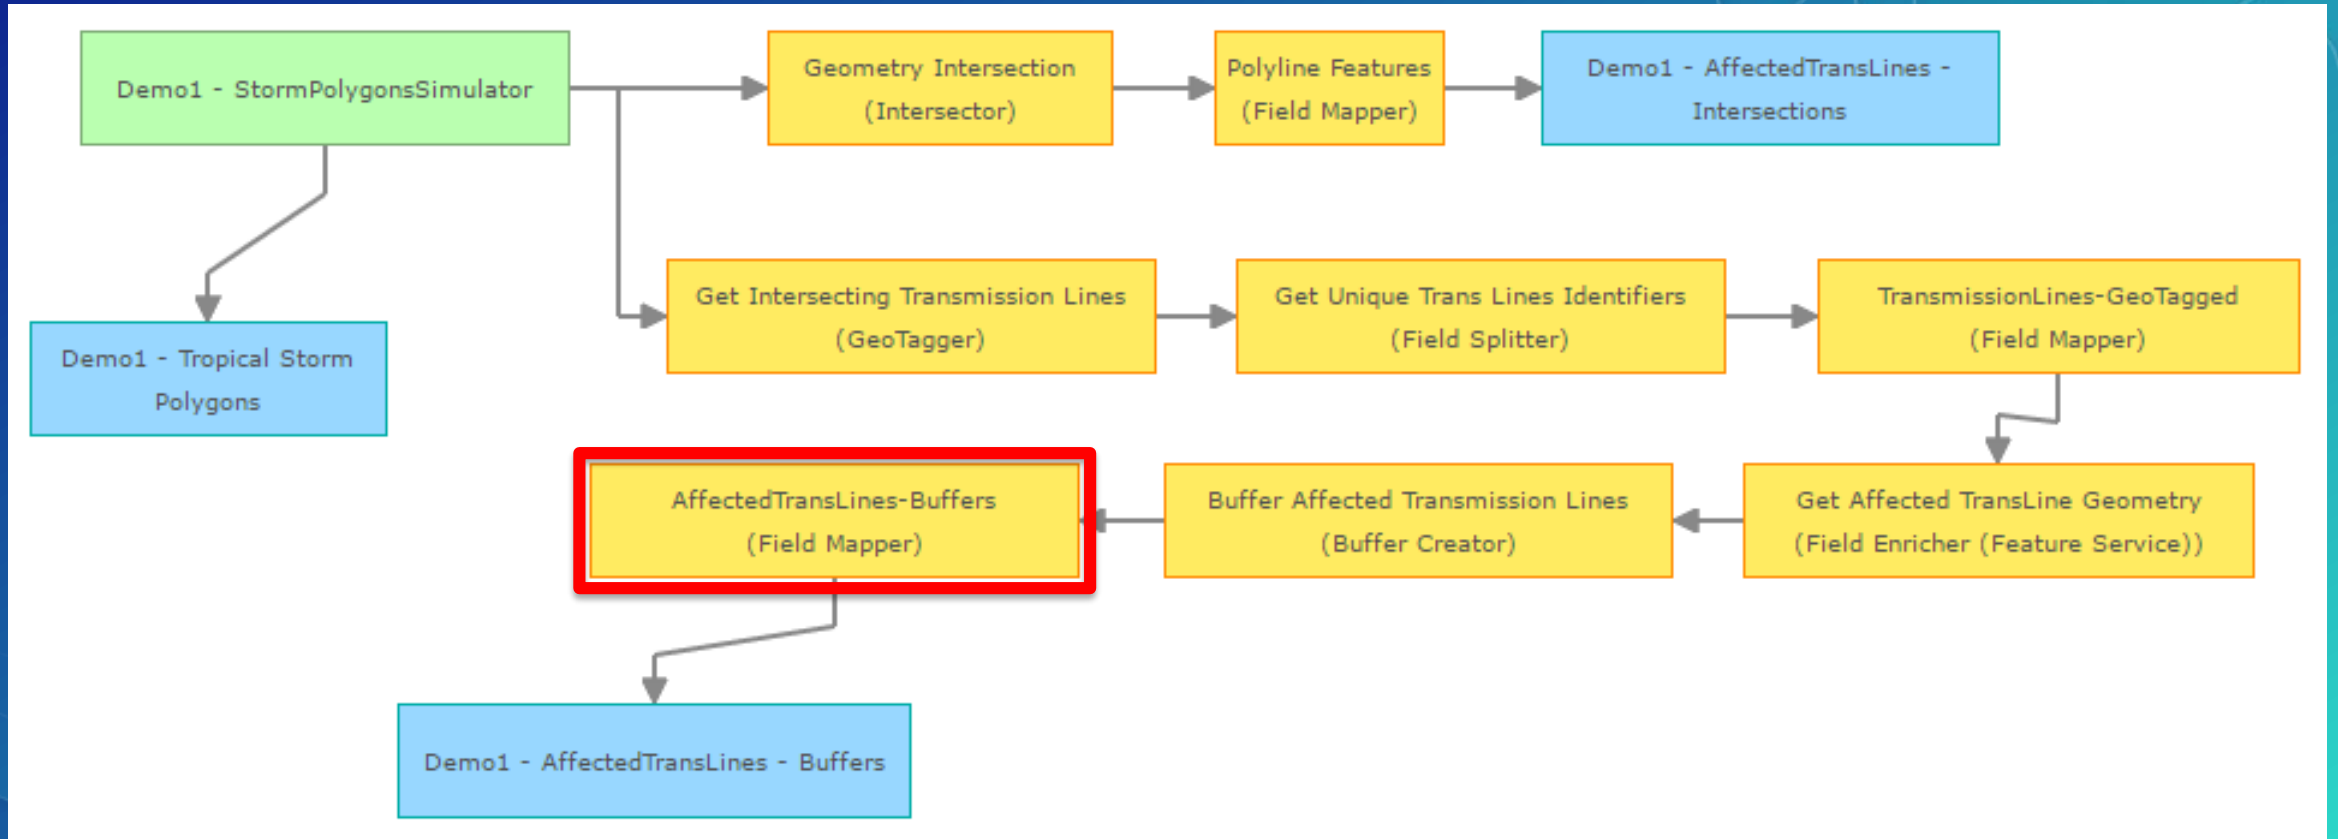 Demo1 - StormPolygonsSimulator
Geometry Intersection
(Intersector)
Polyline Features
(Field Mapper)
Demo1 - AffectedTransLines -
Intersections
Get Intersecting Transmission Lines
(GeoTagger)
Get Unique Trans Lines Identifiers
(Field Splitter)
TransmissionLines-GeoTagged
(Field Mapper)
Demo1 - Tropical Storm
Polygons
AffectedTransLines-Buffers
(Field Mapper)
Buffer Affected Transmission Lines
(Buffer Creator)
Get Affected TransLine Geometry
(Field Enricher (Feature Service))
Demo1 - AffectedTransLines - Buffers